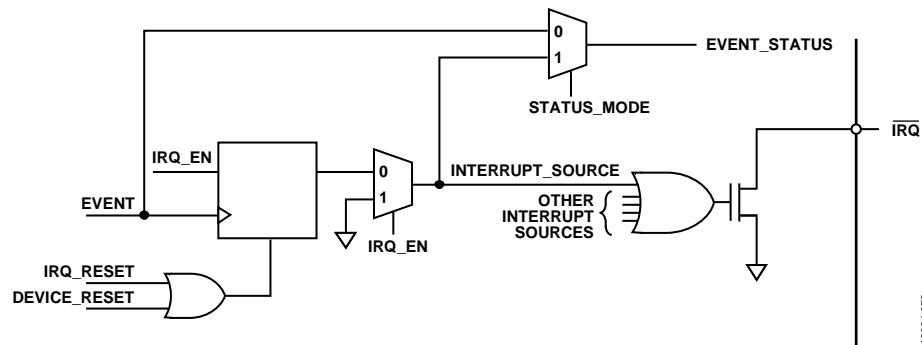 0
1
EVENT_STATUS
STATUS_MODE
IRQ
IRQ_EN
0
1
INTERRUPT_SOURCE
EVENT
IRQ_EN
OTHER
INTERRUPT
SOURCES
IRQ_RESET
DEVICE_RESET